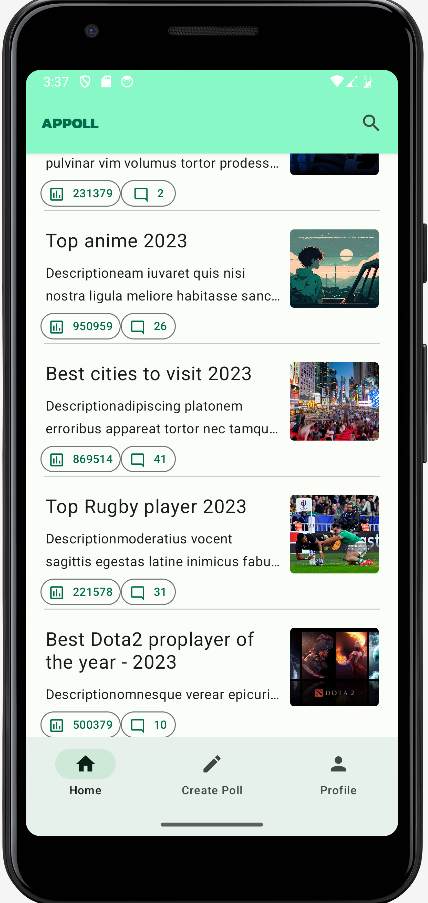 3:37
APPOLL
pulvinar vim volumus tortor prodess...
231379 2
Top anime 2023
Descriptioneam iuvaret quis nisi
nostra ligula meliore habitasse sanc...
950959 26
Best cities to visit 2023
Descriptionadipiscing platonem
erroribus appareat tortor nec tamqu...
869514 41
Top Rugby player 2023
Descriptionmoderatius vocent
sagittis egestas latine inimicus fabu...
221578 31
Best Dota2 proplayer of
the year - 2023
Descriptionomnesque verear epicuri...
DOTA 2
500379 10
Home Create Poll Profile